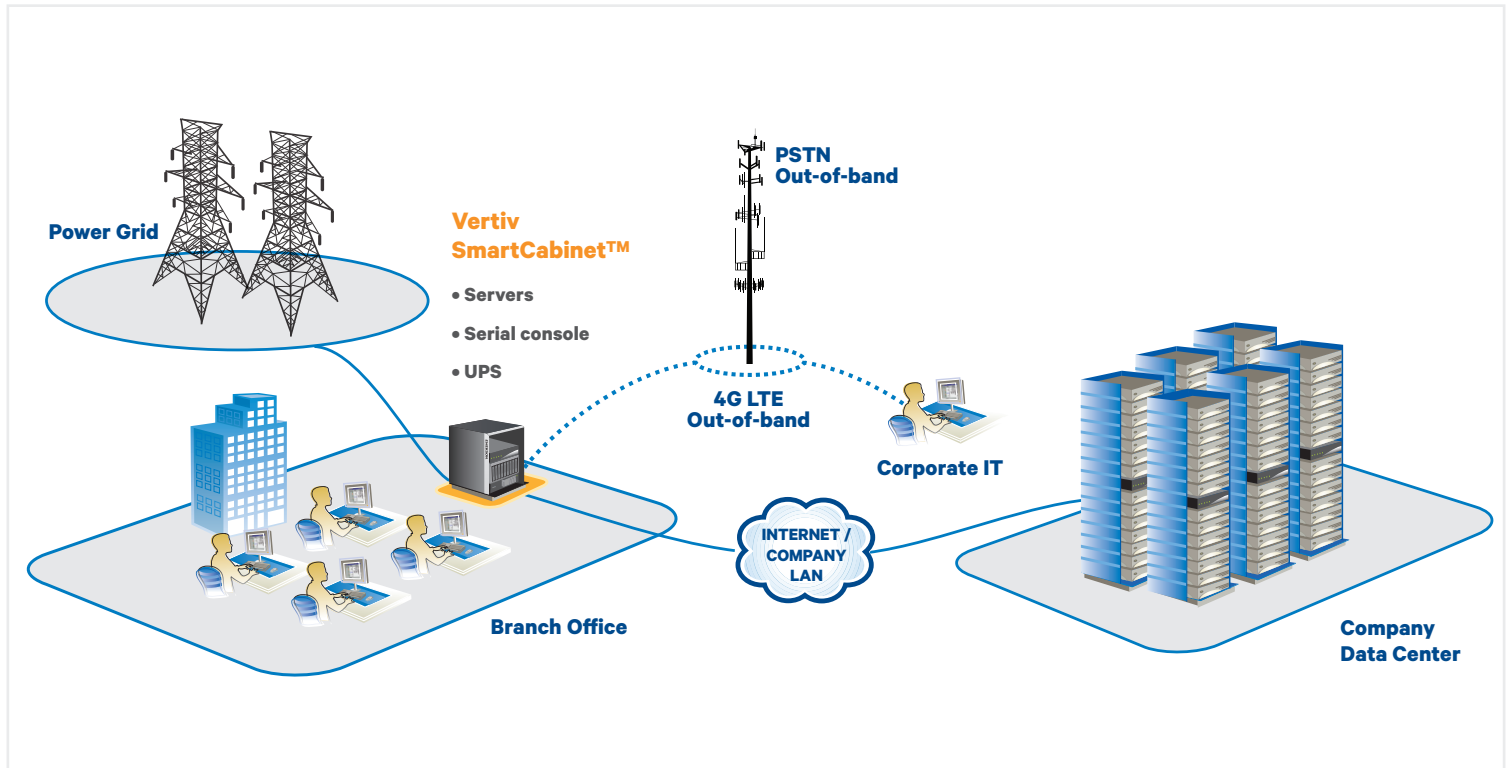 Power Grid
Vertiv
SmartCabinet™
• Servers
• Serial console
• UPS
PSTN
Out-of-band
4G LTE
Out-of-band
Corporate IT
INTERNET /
COMPANY
LAN
Branch Office
Company
Data Center